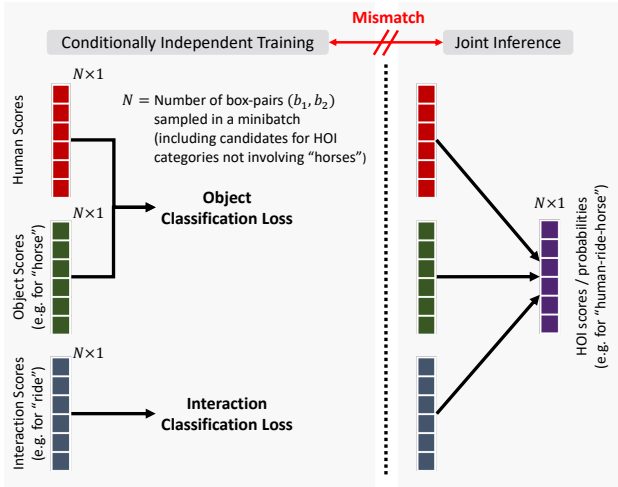 Mismatch
Conditionally Independent Training
Joint Inference
N×1
N = Number of box-pairs (b₁, b₂)
sampled in a minibatch
(including candidates for HOI
categories not involving “horses”)
Human Scores
Object
Classification Loss
N×1
Object Scores
(e.g. for “horse”)
N×1
Interaction Scores
(e.g. for “ride”)
Interaction
Classification Loss
N×1
HOI scores / probabilities
(e.g. for “human-ride-horse”)